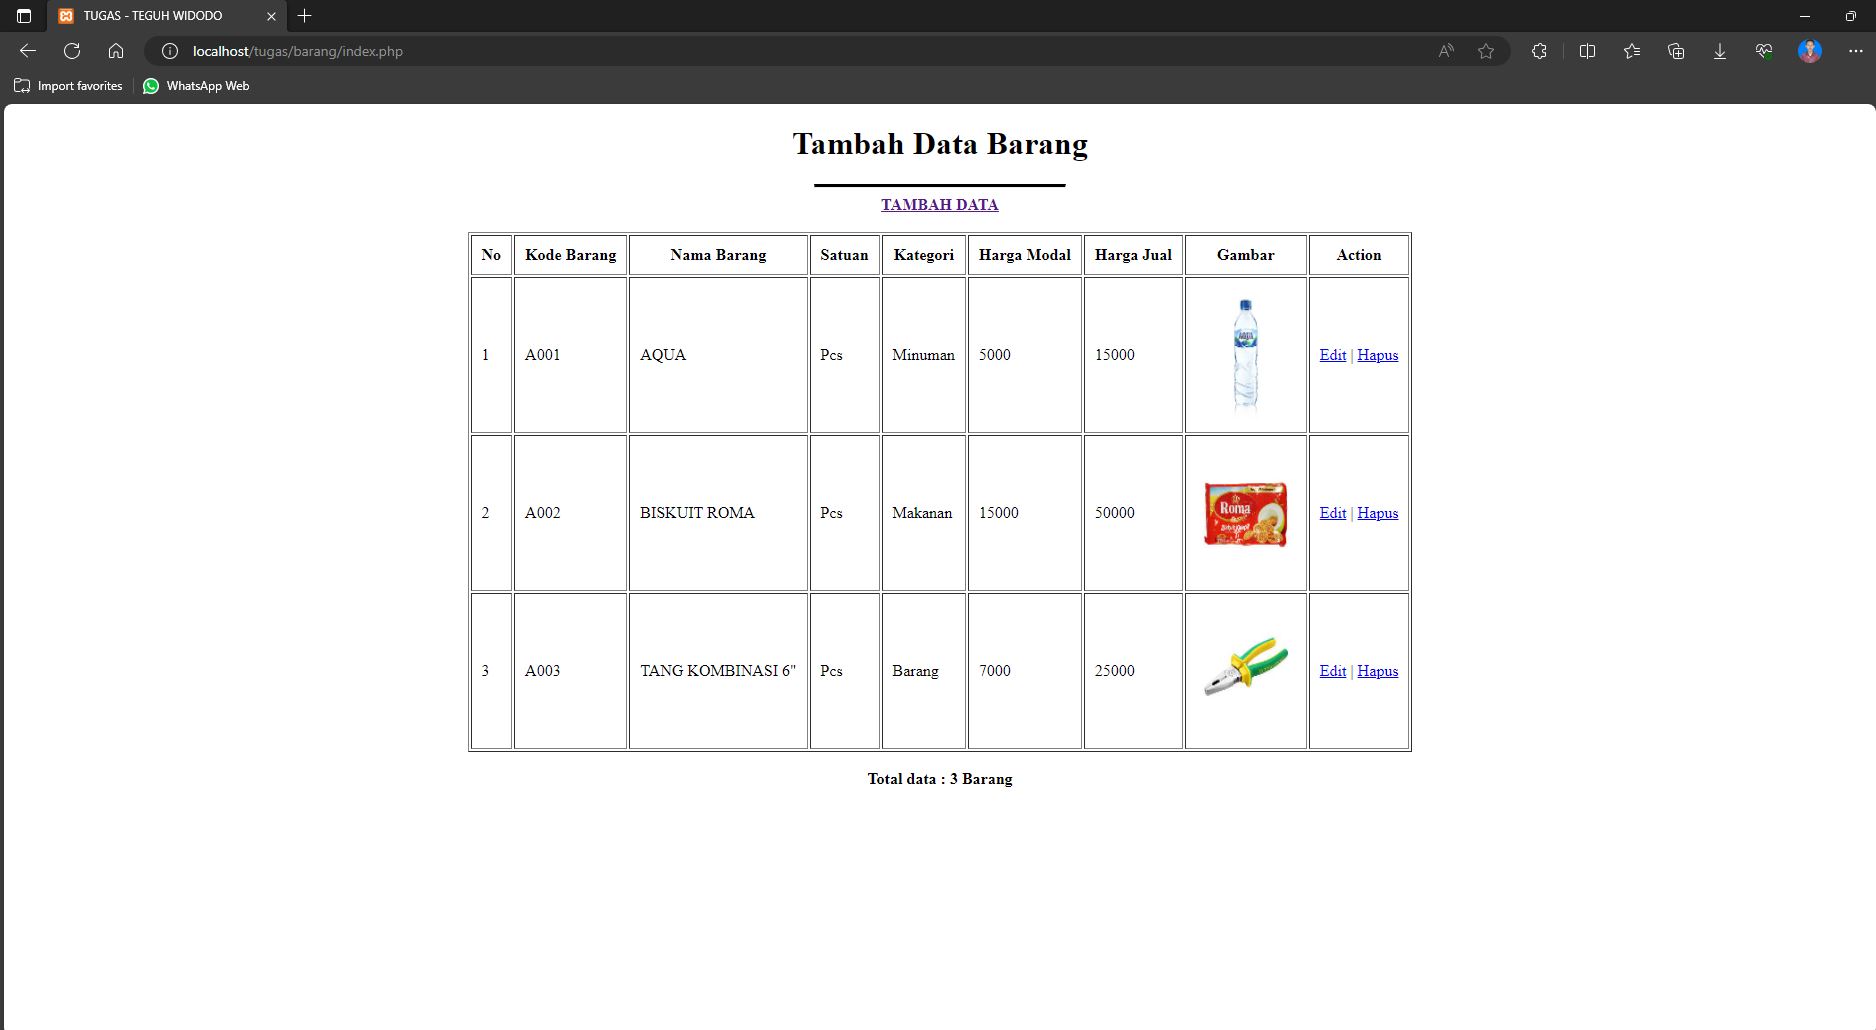 TUGAS - TEGUH WIDODO
localhost/tugas/barang/index.php
Import favorites
WhatsApp Web
Tambah Data Barang
TAMBAH DATA
No Kode Barang Nama Barang Satuan Kategori Harga Modal Harga Jual Gambar Action
1 A001 AQUA Pcs Minuman 5000 15000 AQUA Edit | Hapus
2 A002 BISKUIT ROMA Pcs Makanan 15000 50000 Roma Edit | Hapus
3 A003 TANG KOMBINASI 6" Pcs Barang 7000 25000 Edit | Hapus
Total data : 3 Barang